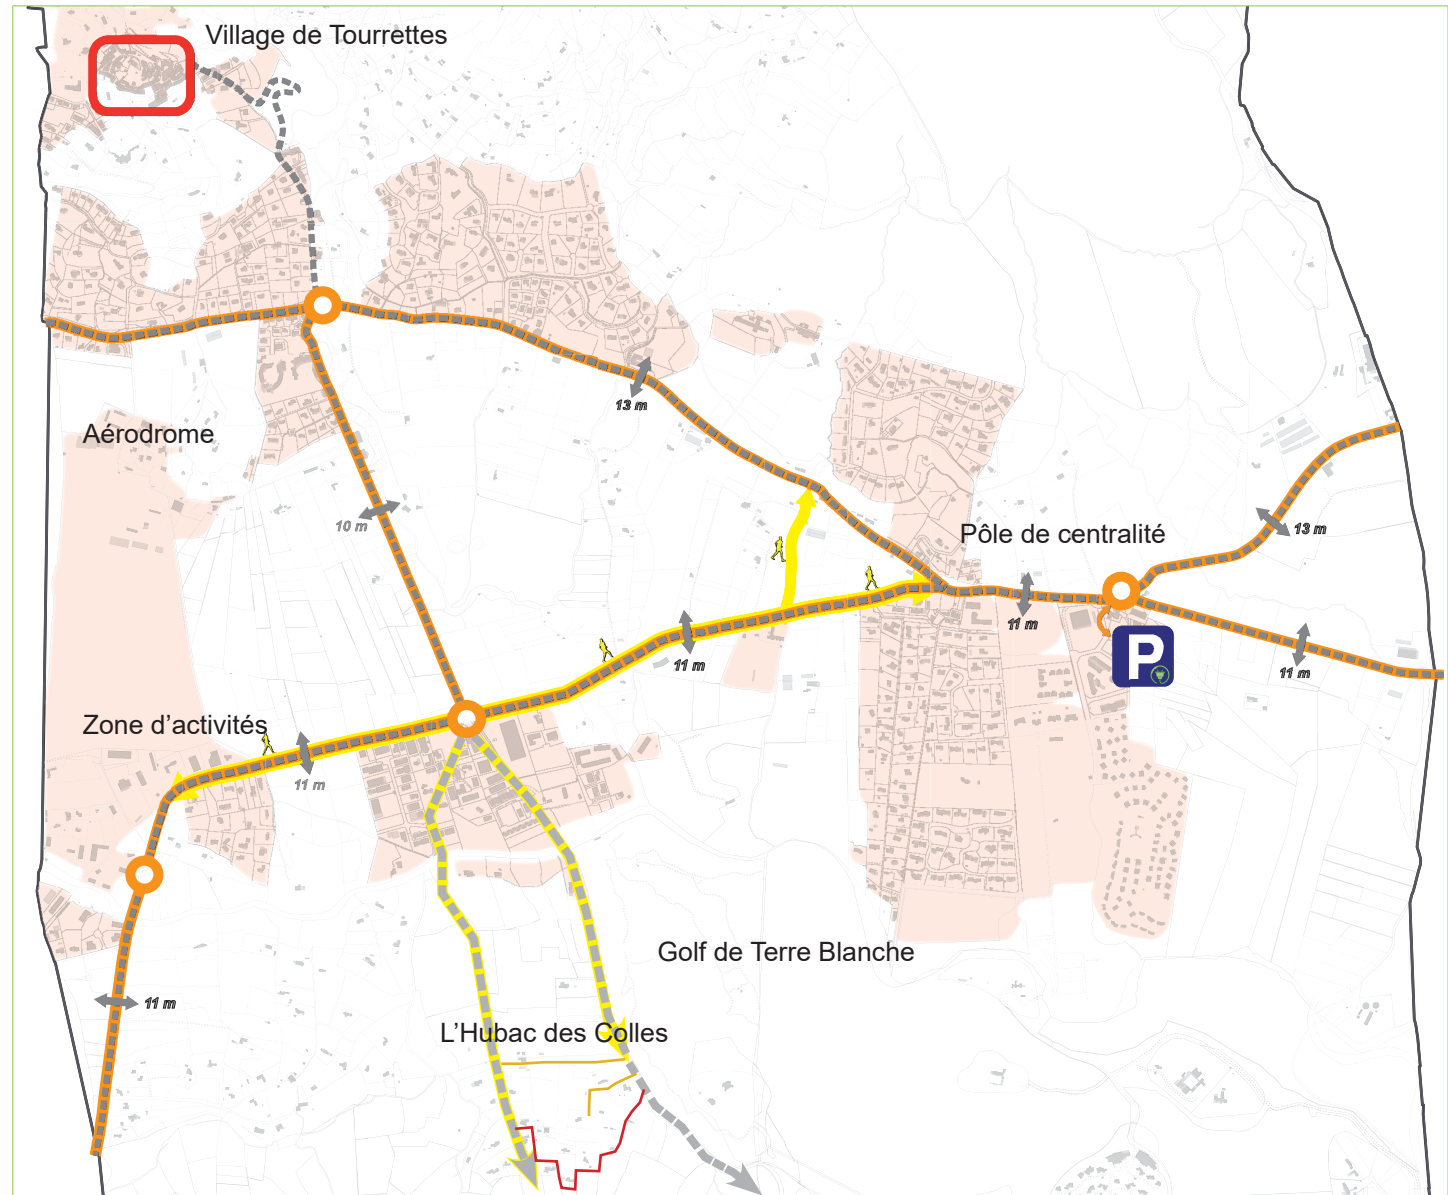 Village de Tourrettes
13 m
Aérodrome
10 m
Pôle de centralité
13 m
11 m
11 m
11 m
P
Zone d'activités
11 m
Golf de Terre Blanche
11 m
L'Hubac des Colles